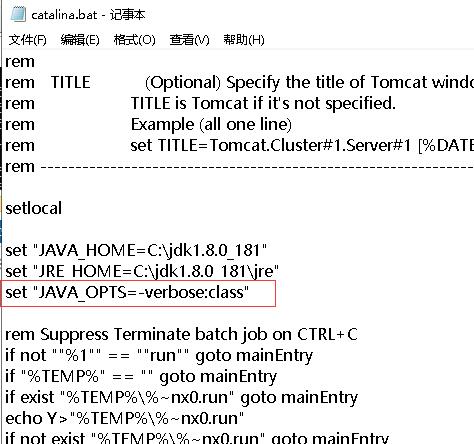 catalina.bat - 记事本
文件(F) 编辑(E) 格式(O) 查看(V) 帮助(H)
rem
rem TITLE (Optional) Specify the title of Tomcat windo
rem TITLE is Tomcat if it's not specified.
rem Example (all one line)
rem set TITLE=Tomcat.Cluster#1.Server#1 [%DATE
rem ---------------------------------------------------------------------------
setlocal
set "JAVA_HOME=C:\jdk1.8.0_181"
set "JRE_HOME=C:\jdk1.8.0_181\jre"
set "JAVA_OPTS=-verbose:class"
rem Suppress Terminate batch job on CTRL+C
if not ""%1"" == ""run"" goto mainEntry
if "%TEMP%" == "" goto mainEntry
if exist "%TEMP%\%~nx0.run" goto mainEntry
echo Y>"%TEMP%\%~nx0.run"
if not exist "%TEMP%\%~nx0.run" goto mainEntry